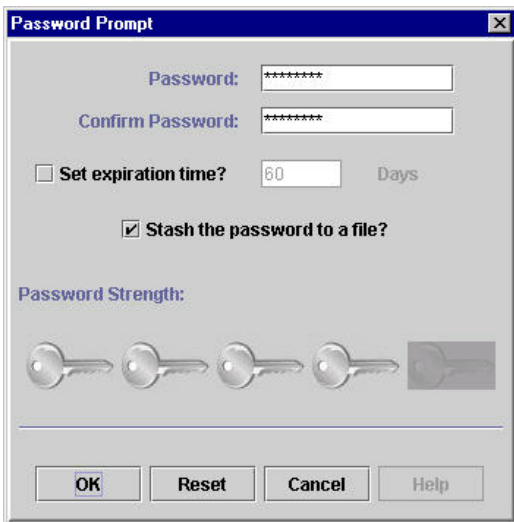 Password Prompt
Password: ********
Confirm Password: ********
Set expiration time? 60 Days
Stash the password to a file?
Password Strength:
OK Reset Cancel Help